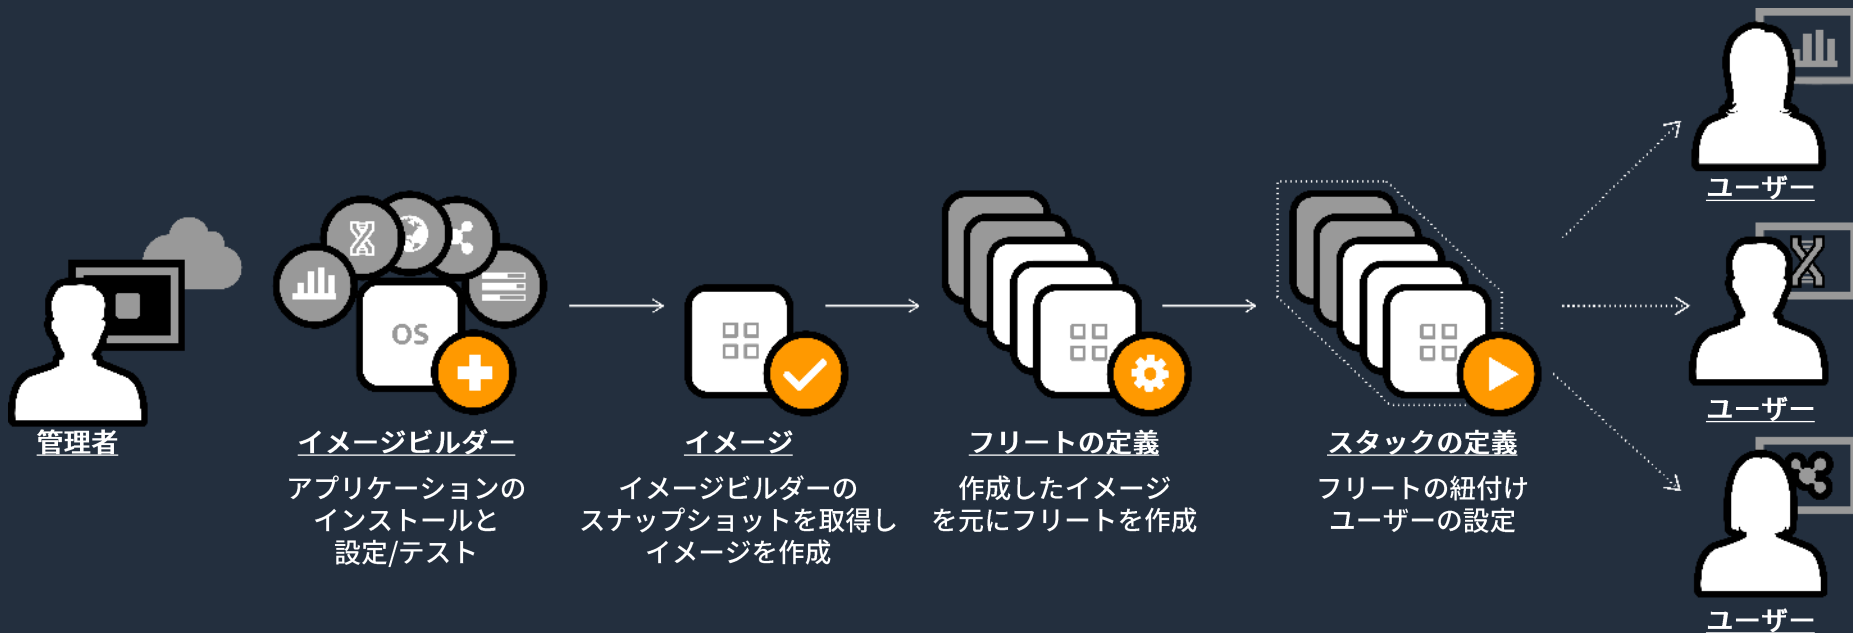 管理者
OS
イメージビルダー
アプリケーションの
インストールと
設定/テスト
イメージ
イメージビルダーの
スナップショットを取得し
イメージを作成
フリートの定義
作成したイメージ
を元にフリートを作成
スタックの定義
フリートの紐付け
ユーザーの設定
ユーザー
ユーザー
ユーザー